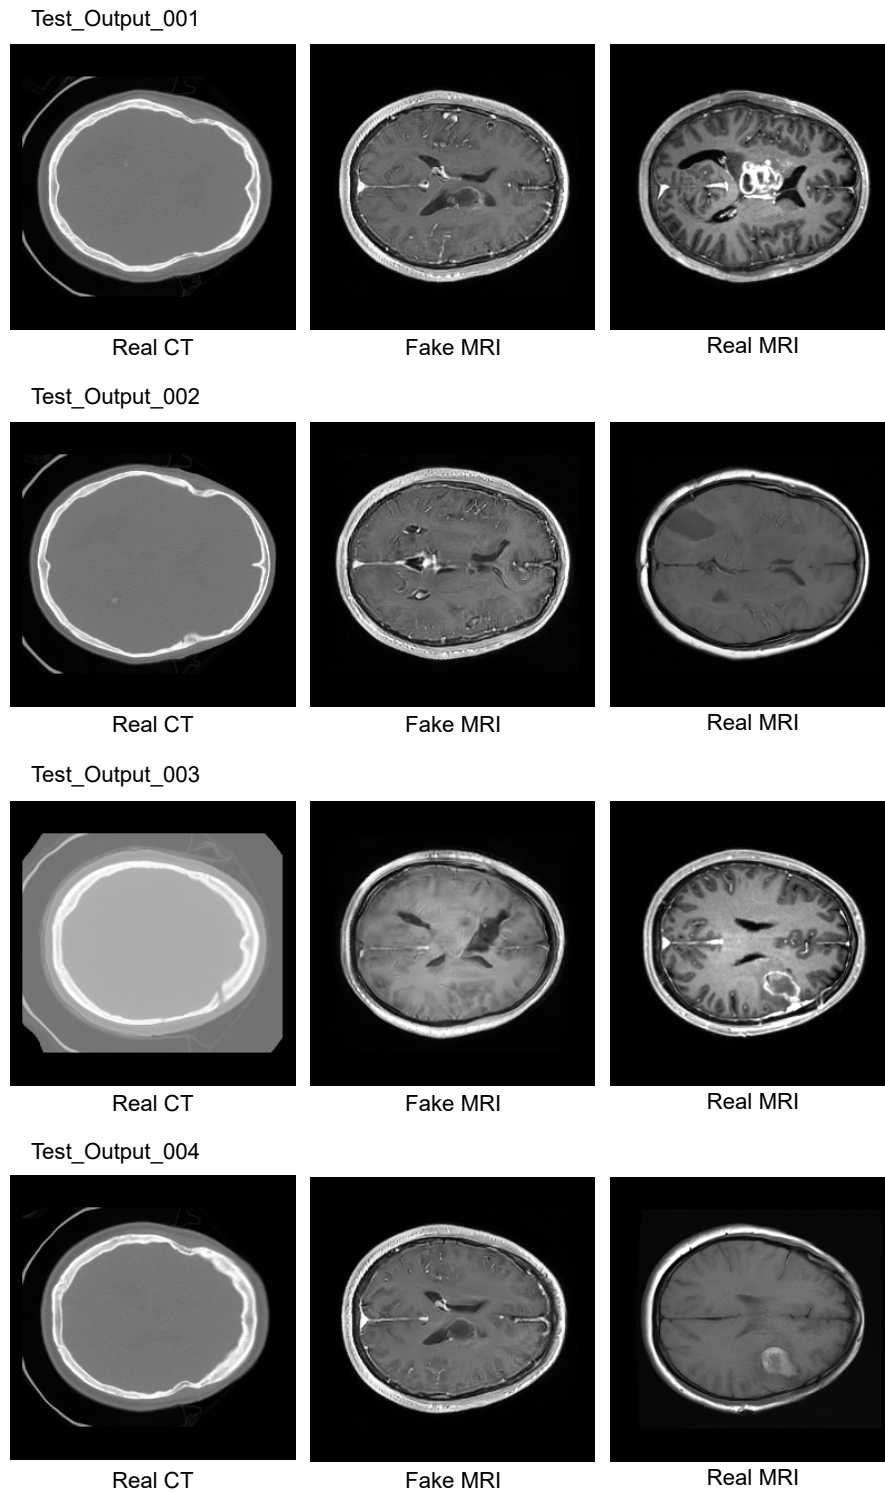 Test_Output_001
Real CT
Fake MRI
Real MRI
Test_Output_002
Real CT
Fake MRI
Real MRI
Test_Output_003
Real CT
Fake MRI
Real MRI
Test_Output_004
Real CT
Fake MRI
Real MRI